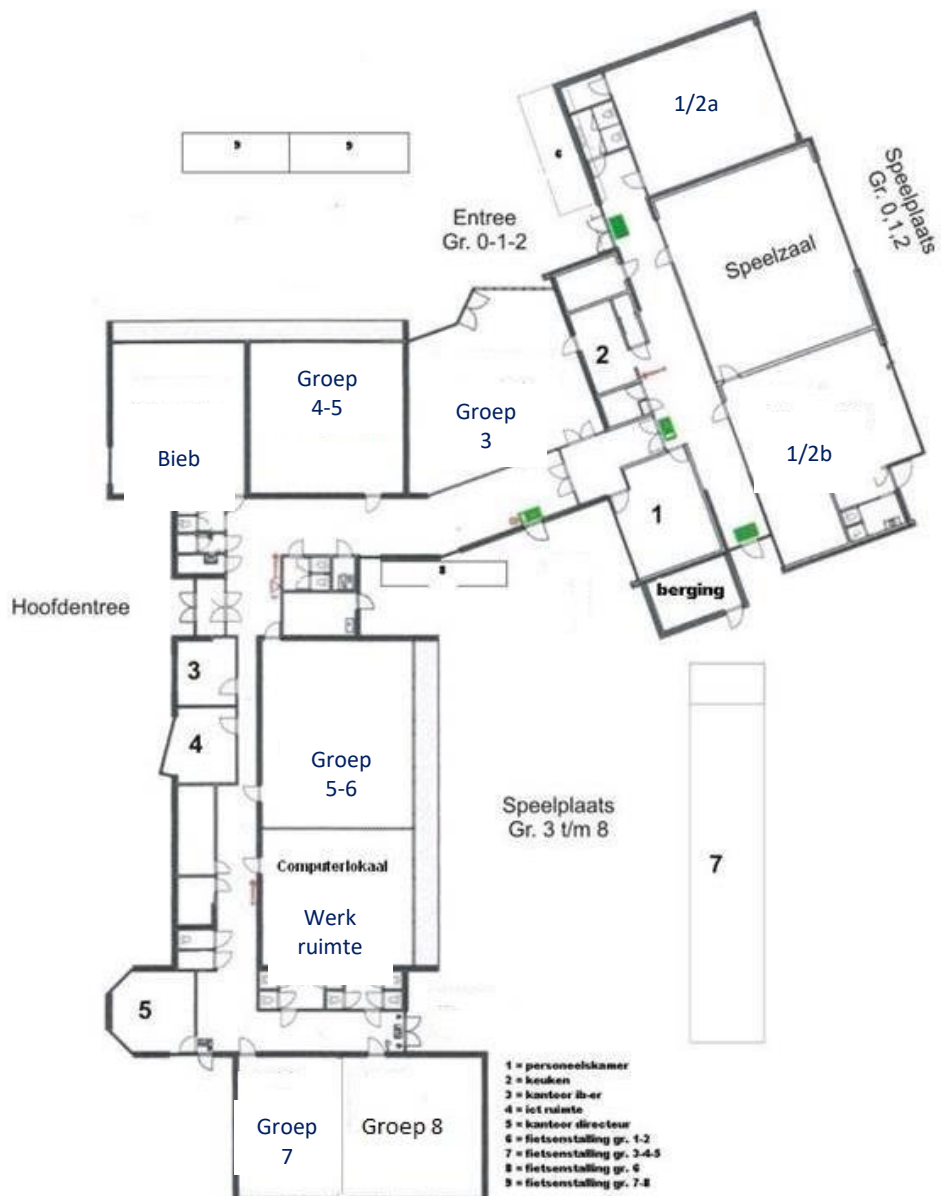 1/2a
9 9
6
Speelplaats
Gr. 0,1,2
Entree
Gr. 0-1-2
Speelzaal
2
Groep
4-5
Groep
3
Bieb
1/2b
1
8
berging
Hoofdentree
3
4
Groep
5-6
Speelplaats
Gr. 3 t/m 8
7
Computerlokaal
Werk
ruimte
5
1 = personeelskamer
2 = keuken
3 = kantoor ib-er
4 = ict ruimte
5 = kantoor directeur
6 = fietsenstalling gr. 1-2
7 = fietsenstalling gr. 3-4-5
8 = fietsenstalling gr. 6
9 = fietsenstalling gr. 7-8
Groep
7
Groep 8